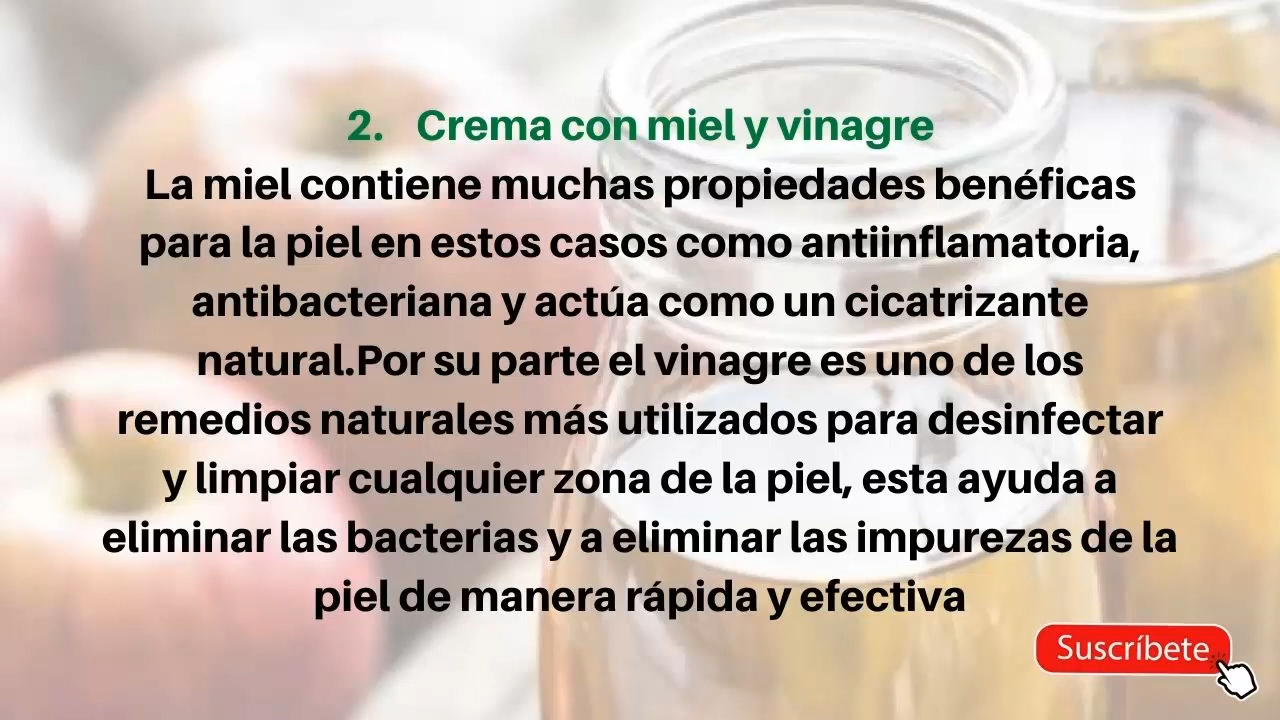 2. Crema con miel y vinagre
La miel contiene muchas propiedades benéficas
para la piel en estos casos como antiinflamatoria,
antibacteriana y actúa como un cicatrizante
natural.Por su parte el vinagre es uno de los
remedios naturales más utilizados para desinfectar
y limpiar cualquier zona de la piel, esta ayuda a
eliminar las bacterias y a eliminar las impurezas de la
piel de manera rápida y efectiva
Suscríbete